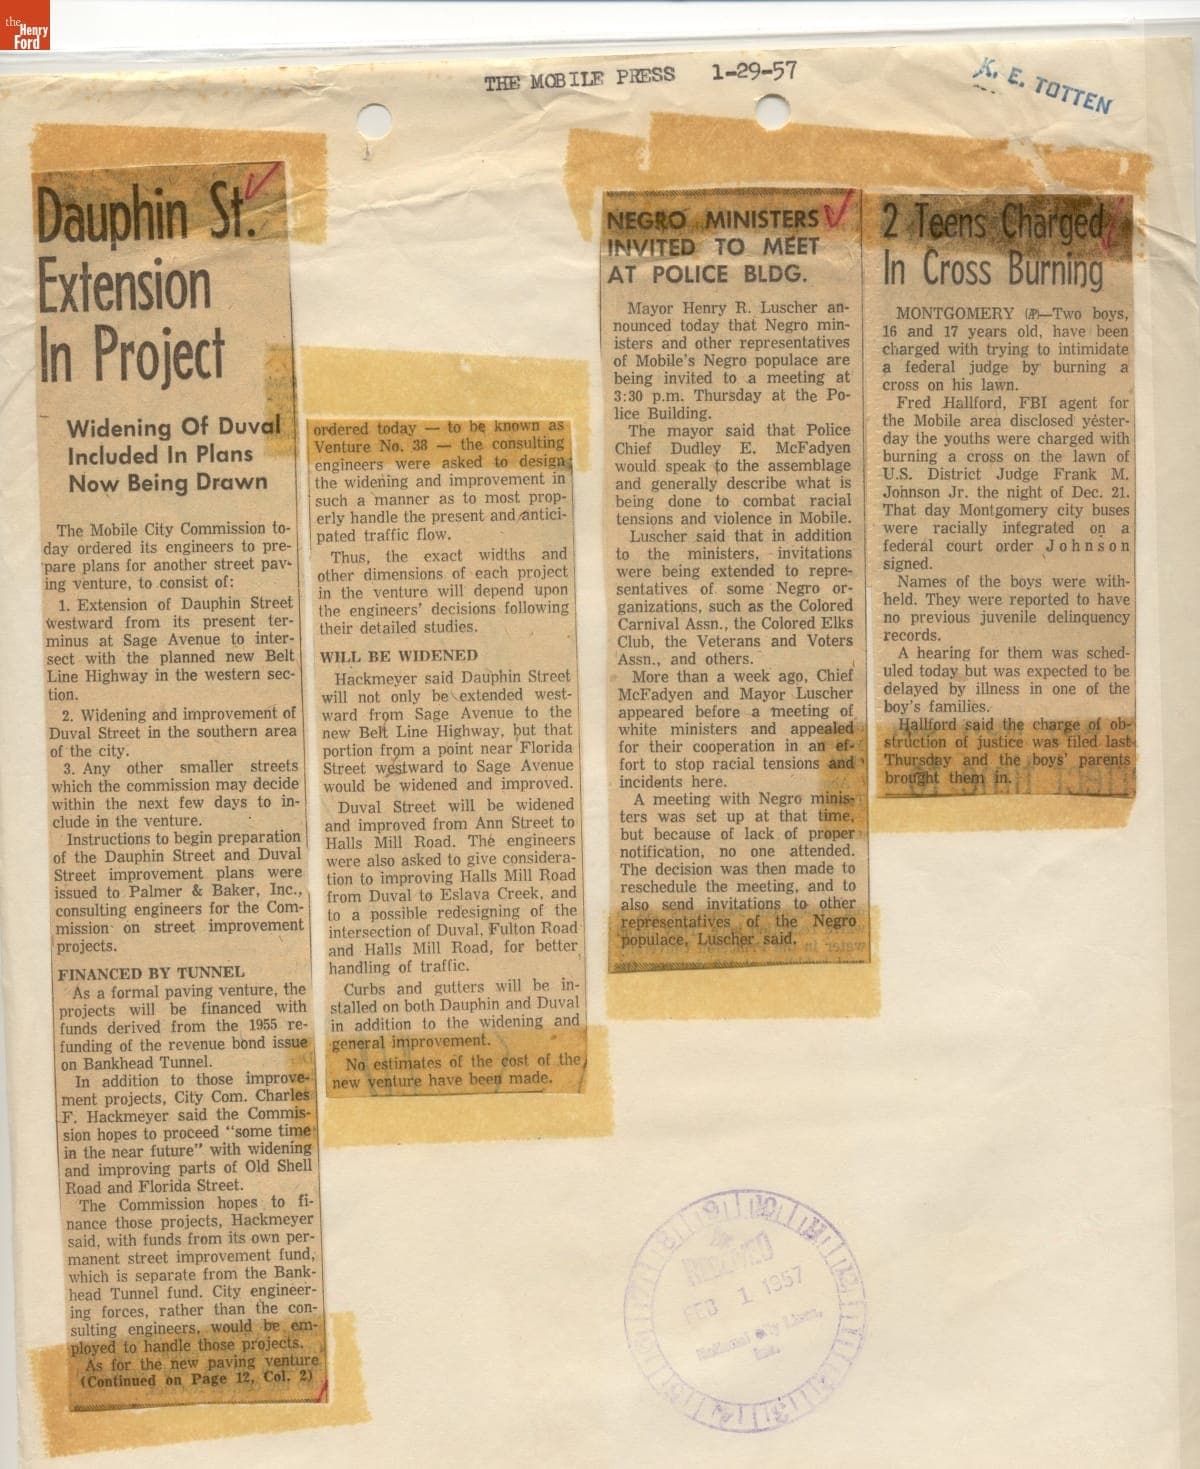 the
Henry
Ford
THE MOBILE PRESS 1-29-57
K. E. TOTTEN
Dauphin St.
Extension
In Project
Widening Of Duval
Included In Plans
Now Being Drawn
The Mobile City Commission to-
day ordered its engineers to pre-
pare plans for another street pav-
ing venture, to consist of:
1. Extension of Dauphin Street
westward from its present ter-
minus at Sage Avenue to inter-
sect with the planned new Belt
Line Highway in the western sec-
tion.
2. Widening and improvement of
Duval Street in the southern area
of the city.
3. Any other smaller streets
which the commission may decide
within the next few days to in-
clude in the venture.
Instructions to begin preparation
of the Dauphin Street and Duval
Street improvement plans were
issued to Palmer & Baker, Inc.,
consulting engineers for the Com-
mission on street improvement
projects.
FINANCED BY TUNNEL
As a formal paving venture, the
projects will be financed with
funds derived from the 1955 re-
funding of the revenue bond issue
on Bankhead Tunnel.
In addition to those improve-
ment projects, City Com. Charles
F. Hackmeyer said the Commis-
sion hopes to proceed "some time
in the near future" with widening
and improving parts of Old Shell
Road and Florida Street.
The Commission hopes to fi-
nance those projects, Hackmeyer
said, with funds from its own per-
manent street improvement fund,
which is separate from the Bank-
head Tunnel fund. City engineer-
ing forces, rather than the con-
sulting engineers, would be em-
ployed to handle those projects.
As for the new paving venture
(Continued on Page 12, Col. 2)
ordered today — to be known as
Venture No. 38 — the consulting
engineers were asked to design
the widening and improvement in
such a manner as to most prop-
erly handle the present and antici-
pated traffic flow.
Thus, the exact widths and
other dimensions of each project
in the venture will depend upon
the engineers' decisions following
their detailed studies.
WILL BE WIDENED
Hackmeyer said Dauphin Street
will not only be extended west-
ward from Sage Avenue to the
new Belt Line Highway, but that
portion from a point near Florida
Street westward to Sage Avenue
would be widened and improved.
Duval Street will be widened
and improved from Ann Street to
Halls Mill Road. The engineers
were also asked to give considera-
tion to improving Halls Mill Road
from Duval to Eslava Creek, and
to a possible redesigning of the
intersection of Duval, Fulton Road
and Halls Mill Road, for better
handling of traffic.
Curbs and gutters will be in-
stalled on both Dauphin and Duval
in addition to the widening and
general improvement.
No estimates of the cost of the
new venture have been made.
NEGRO MINISTERS
INVITED TO MEET
AT POLICE BLDG.
Mayor Henry R. Luscher an-
nounced today that Negro min-
isters and other representatives
of Mobile's Negro populace are
being invited to a meeting at
3:30 p.m. Thursday at the Po-
lice Building.
The mayor said that Police
Chief Dudley E. McFadyen
would speak to the assemblage
and generally describe what is
being done to combat racial
tensions and violence in Mobile.
Luscher said that in addition
to the ministers, invitations
were being extended to repre-
sentatives of some Negro or-
ganizations, such as the Colored
Carnival Assn., the Colored Elks
Club, the Veterans and Voters
Assn., and others.
More than a week ago, Chief
McFadyen and Mayor Luscher
appeared before a meeting of
white ministers and appealed
for their cooperation in an ef-
fort to stop racial tensions and
incidents here.
A meeting with Negro minis-
ters was set up at that time,
but because of lack of proper
notification, no one attended.
The decision was then made to
reschedule the meeting, and to
also send invitations to other
representatives of the Negro
populace, Luscher said.
2 Teens Charged
In Cross Burning
MONTGOMERY (AP)—Two boys,
16 and 17 years old, have been
charged with trying to intimidate
a federal judge by burning a
cross on his lawn.
Fred Hallford, FBI agent for
the Mobile area disclosed yester-
day the youths were charged with
burning a cross on the lawn of
U.S. District Judge Frank M.
Johnson Jr. the night of Dec. 21.
That day Montgomery city buses
were racially integrated on a
federal court order Johnson
signed.
Names of the boys were with-
held. They were reported to have
no previous juvenile delinquency
records.
A hearing for them was sched-
uled today but was expected to be
delayed by illness in one of the
boy's families.
Hallford said the charge of ob-
struction of justice was filed last
Thursday and the boys' parents
brought them in.
RECEIVED
FEB 1 1957
National City Lines,
Inc.